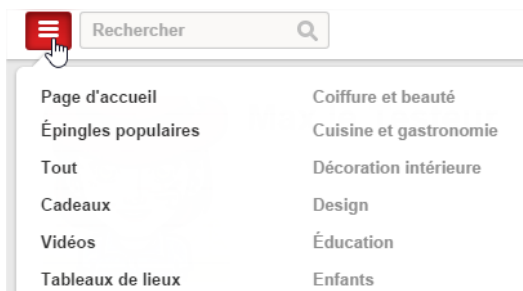 Rechercher
Page d'accueil
Épingles populaires
Tout
Cadeaux
Vidéos
Tableaux de lieux
Coiffure et beauté
Cuisine et gastronomie
Décoration intérieure
Design
Éducation
Enfants